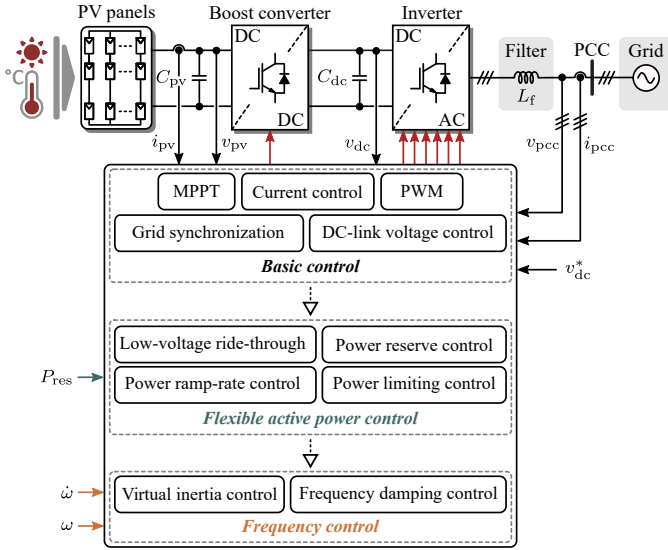 PV panels
Boost converter
Inverter
DC
DC
DC
AC
Filter
PCC
Grid
°C
C_pv
C_dc
L_f
i_pv
v_pv
v_dc
v_pcc
i_pcc
MPPT
Current control
PWM
Grid synchronization
DC-link voltage control
Basic control
v*_dc
Low-voltage ride-through
Power reserve control
Power ramp-rate control
Power limiting control
P_res
Flexible active power control
ω̇
Virtual inertia control
Frequency damping control
ω
Frequency control